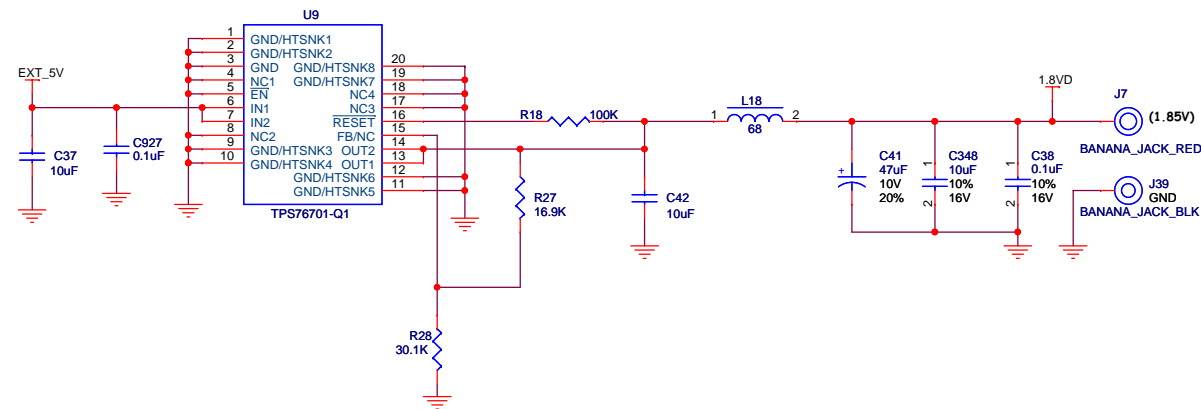 U9
1 GND/HTSNK1
2 GND/HTSNK2
3 GND
4 NC1
5 EN
6 IN1
7 IN2
8 NC2
9 GND/HTSNK3
10 GND/HTSNK4
GND/HTSNK8 20
GND/HTSNK7 19
NC4 18
NC3 17
RESET 16
FB/NC 15
OUT2 14
OUT1 13
GND/HTSNK6 12
GND/HTSNK5 11
TPS76701-Q1
EXT_5V
C37
10uF
C927
0.1uF
R18 100K
R27
16.9K
R28
30.1K
C42
10uF
L18
1 2
68
C41
47uF
10V
20%
+
C348
10uF
10%
16V
1
2
C38
0.1uF
10%
16V
1
2
1.8VD
J7
(1.85V)
BANANA_JACK_RED
J39
GND
BANANA_JACK_BLK